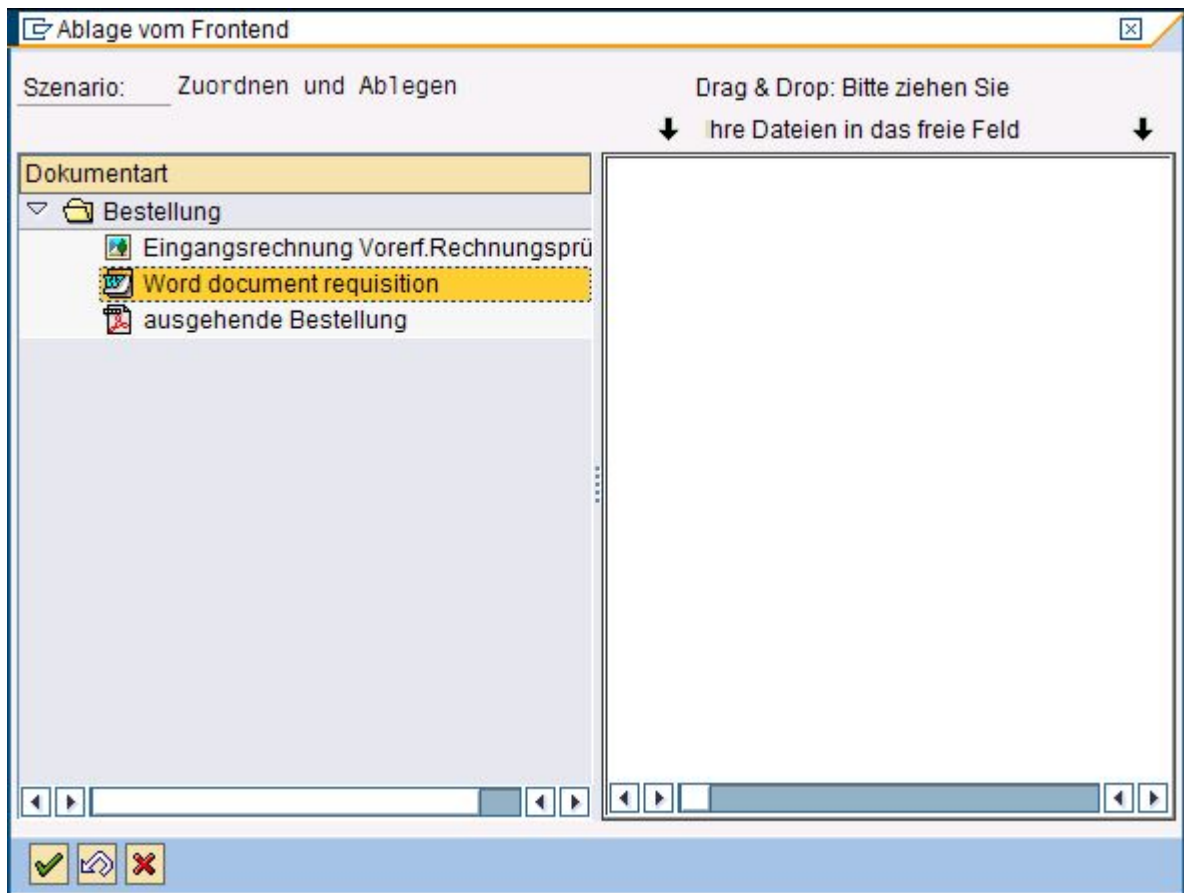 Ablage vom Frontend
Szenario: Zuordnen und Ablegen
Drag & Drop: Bitte ziehen Sie
Ihre Dateien in das freie Feld
Dokumentart
Bestellung
Eingangsrechnung Vorerf.Rechnungsprü
Word document requisition
ausgehende Bestellung